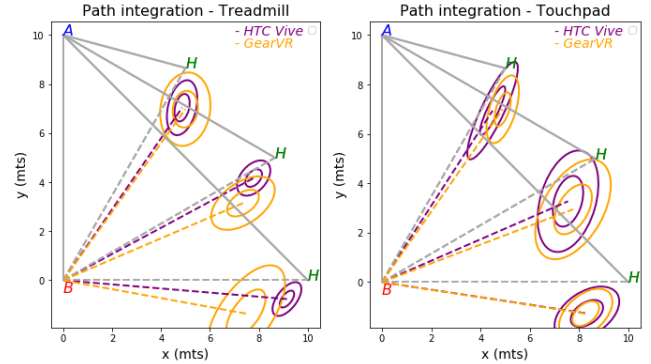 Path integration - Treadmill
A
- HTC Vive
- GearVR
H
H
H
B
10
8
6
4
2
0
y (mts)
0 2 4 6 8 10
x (mts)
Path integration - Touchpad
A
- HTC Vive
- GearVR
H
H
H
B
10
8
6
4
2
0
y (mts)
0 2 4 6 8 10
x (mts)